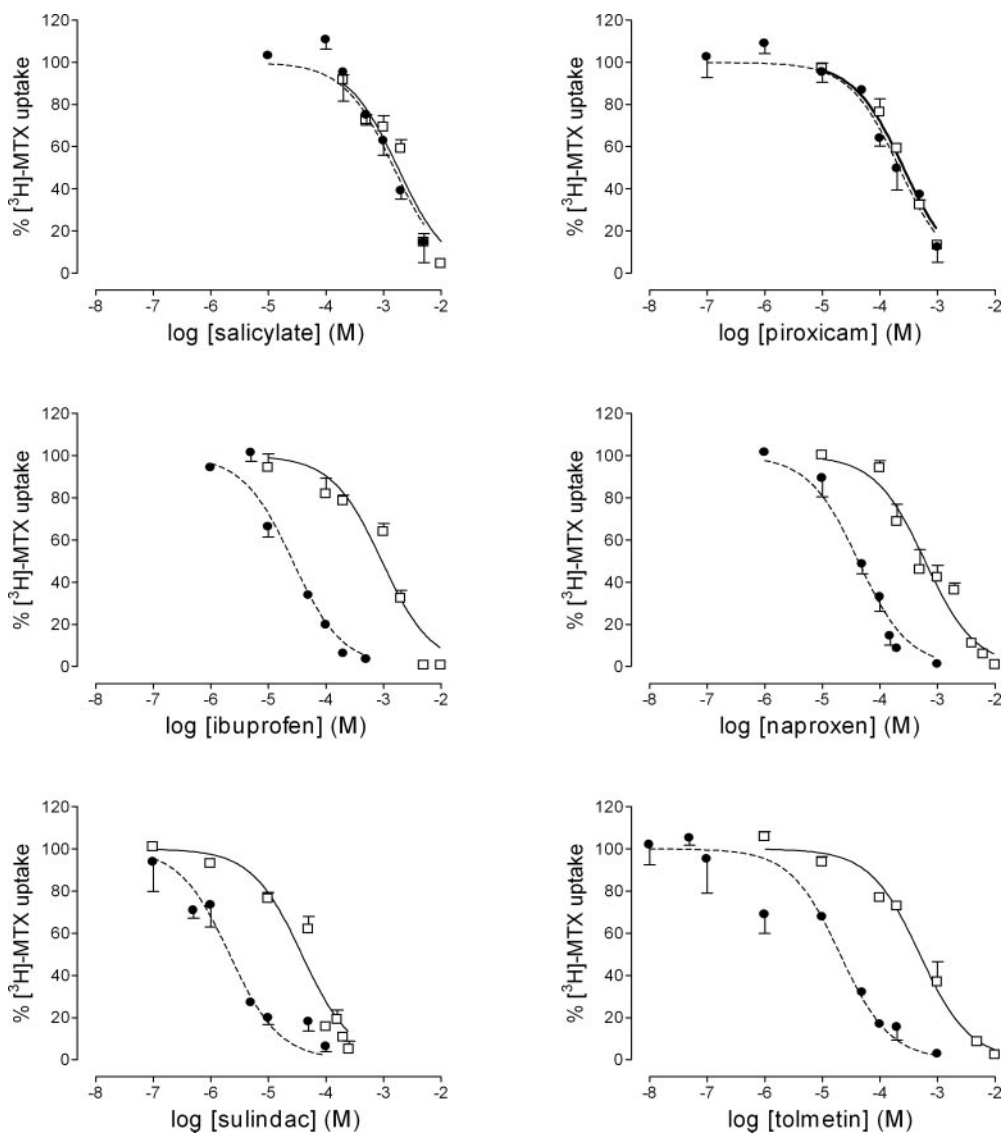 120
100
80
60
40
20
0
% [³H]-MTX uptake
-8 -7 -6 -5 -4 -3 -2
log [salicylate] (M)
120
100
80
60
40
20
0
% [³H]-MTX uptake
-8 -7 -6 -5 -4 -3 -2
log [piroxicam] (M)
120
100
80
60
40
20
0
% [³H]-MTX uptake
-8 -7 -6 -5 -4 -3 -2
log [ibuprofen] (M)
120
100
80
60
40
20
0
% [³H]-MTX uptake
-8 -7 -6 -5 -4 -3 -2
log [naproxen] (M)
120
100
80
60
40
20
0
% [³H]-MTX uptake
-8 -7 -6 -5 -4 -3 -2
log [sulindac] (M)
120
100
80
60
40
20
0
% [³H]-MTX uptake
-8 -7 -6 -5 -4 -3 -2
log [tolmetin] (M)